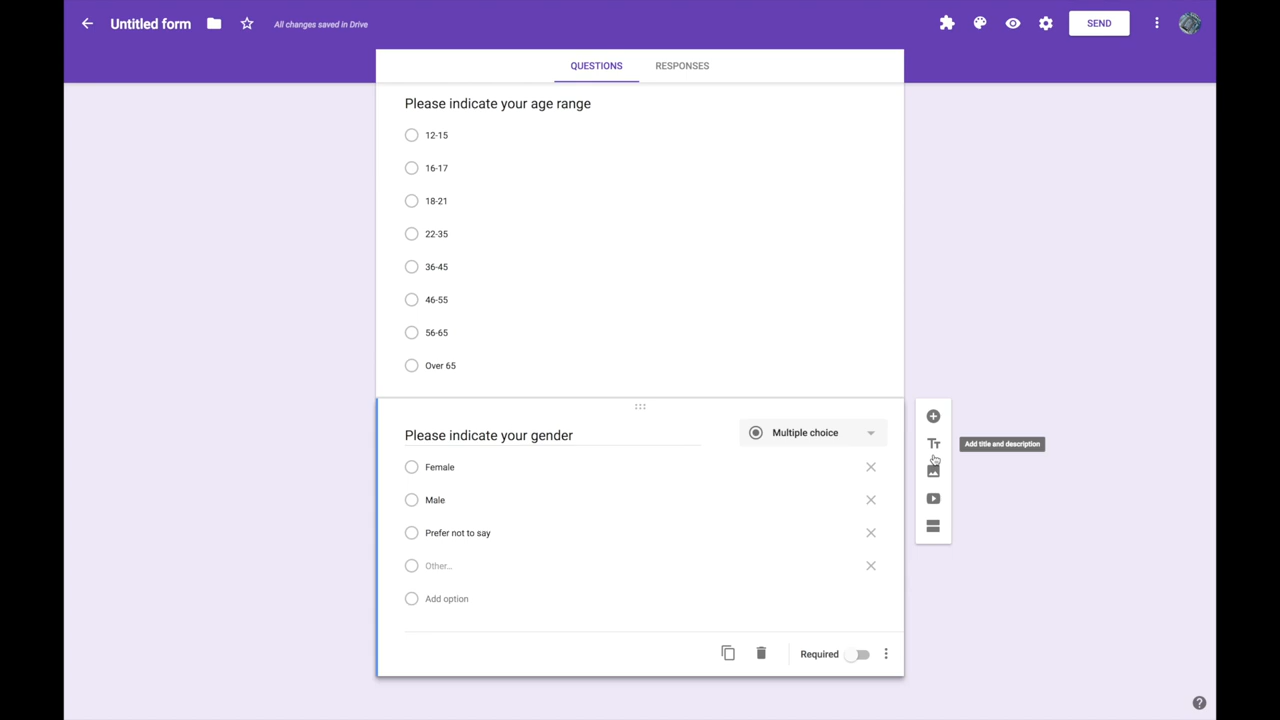 Untitled form
All changes saved in Drive
SEND
QUESTIONS
RESPONSES
Please indicate your age range
12-15
16-17
18-21
22-35
36-45
46-55
56-65
Over 65
Please indicate your gender
Multiple choice
Tт
Add title and description
Female
Male
Prefer not to say
Other...
Add option
Required